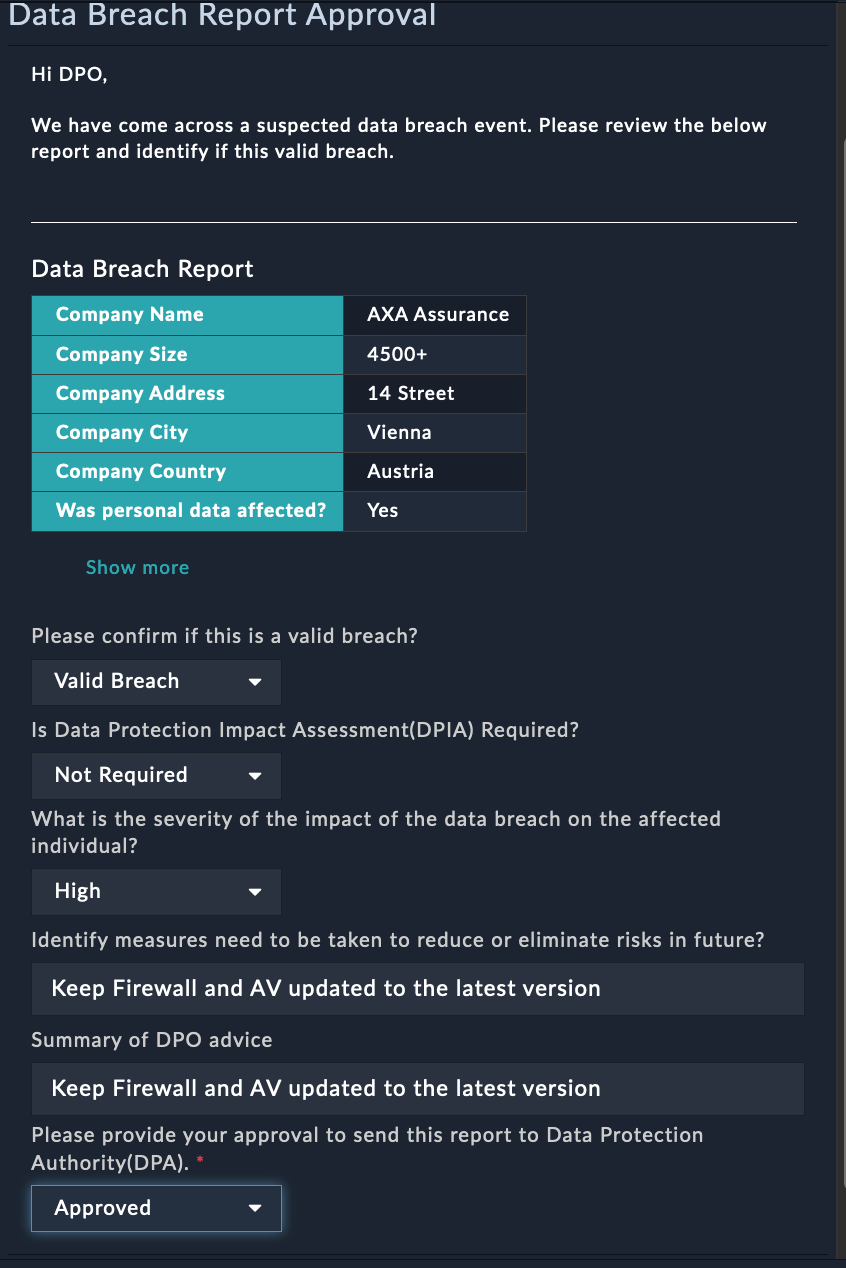 Data Breach Report Approval
Hi DPO,
We have come across a suspected data breach event. Please review the below
report and identify if this valid breach.
Data Breach Report
Company Name AXA Assurance
Company Size 4500+
Company Address 14 Street
Company City Vienna
Company Country Austria
Was personal data affected? Yes
Show more
Please confirm if this is a valid breach?
Valid Breach
Is Data Protection Impact Assessment(DPIA) Required?
Not Required
What is the severity of the impact of the data breach on the affected
individual?
High
Identify measures need to be taken to reduce or eliminate risks in future?
Keep Firewall and AV updated to the latest version
Summary of DPO advice
Keep Firewall and AV updated to the latest version
Please provide your approval to send this report to Data Protection
Authority(DPA). *
Approved